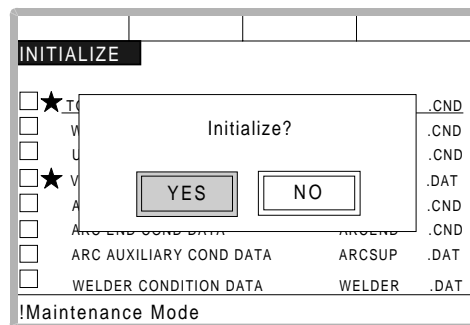 INITIALIZE
★ .CND
.CND
.CND
★ .DAT
.CND
Initialize?
YES NO
.CND
ARC AUXILIARY COND DATA ARCSUP .DAT
WELDER CONDITION DATA WELDER .DAT
!Maintenance Mode